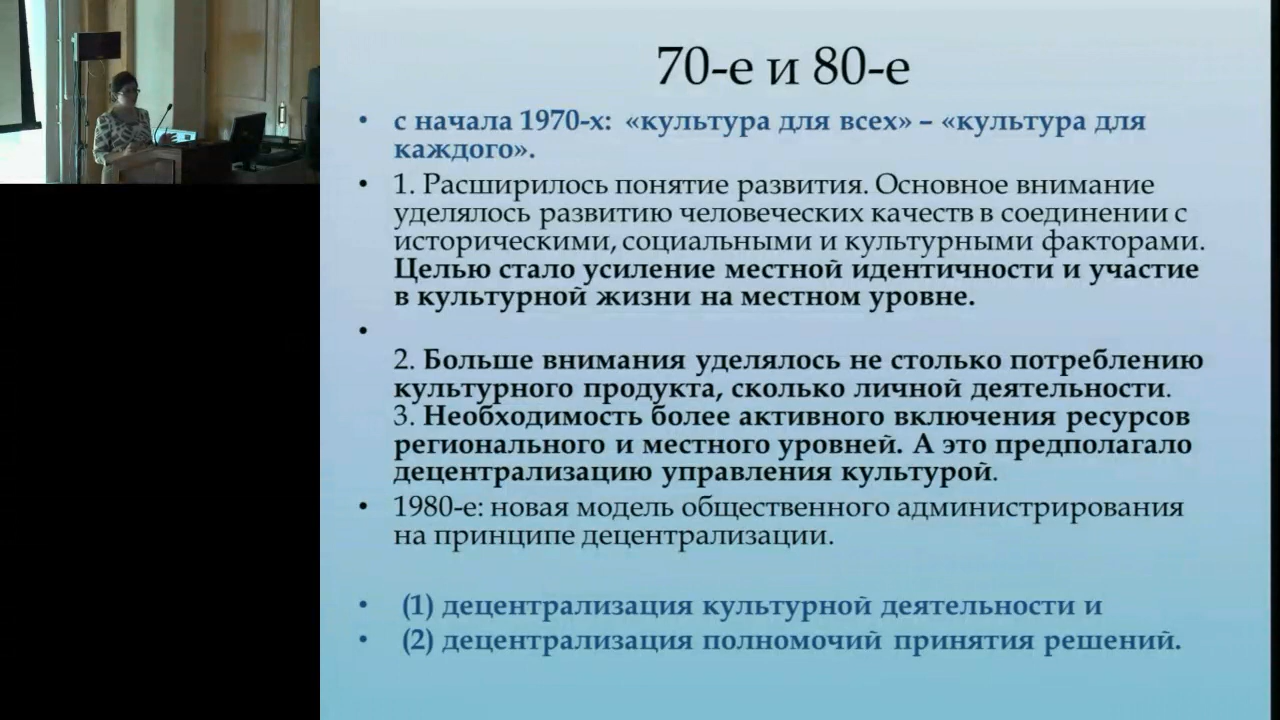 70-е и 80-е
• с начала 1970-х: «культура для всех» – «культура для
каждого».
• 1. Расширилось понятие развития. Основное внимание
уделялось развитию человеческих качеств в соединении с
историческими, социальными и культурными факторами.
Целью стало усиление местной идентичности и участие
в культурной жизни на местном уровне.
•
2. Больше внимания уделялось не столько потреблению
культурного продукта, сколько личной деятельности.
3. Необходимость более активного включения ресурсов
регионального и местного уровней. А это предполагало
децентрализацию управления культурой.
• 1980-е: новая модель общественного администрирования
на принципе децентрализации.
• (1) децентрализация культурной деятельности и
• (2) децентрализация полномочий принятия решений.